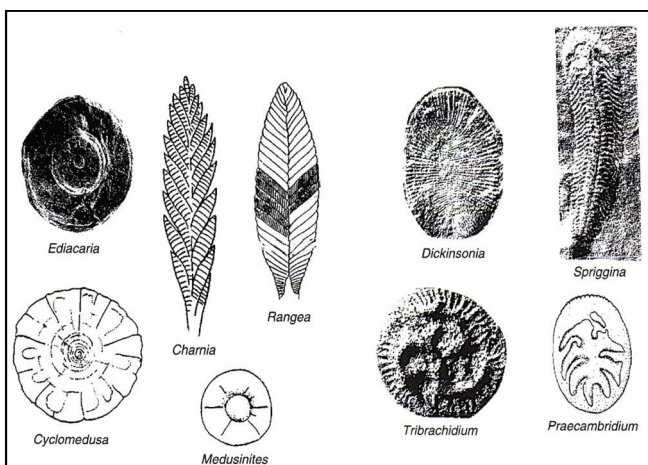 Ediacaria
Charnia
Rangea
Dickinsonia
Spriggina
Cyclomedusa
Medusinites
Tribrachidium
Praecambridium